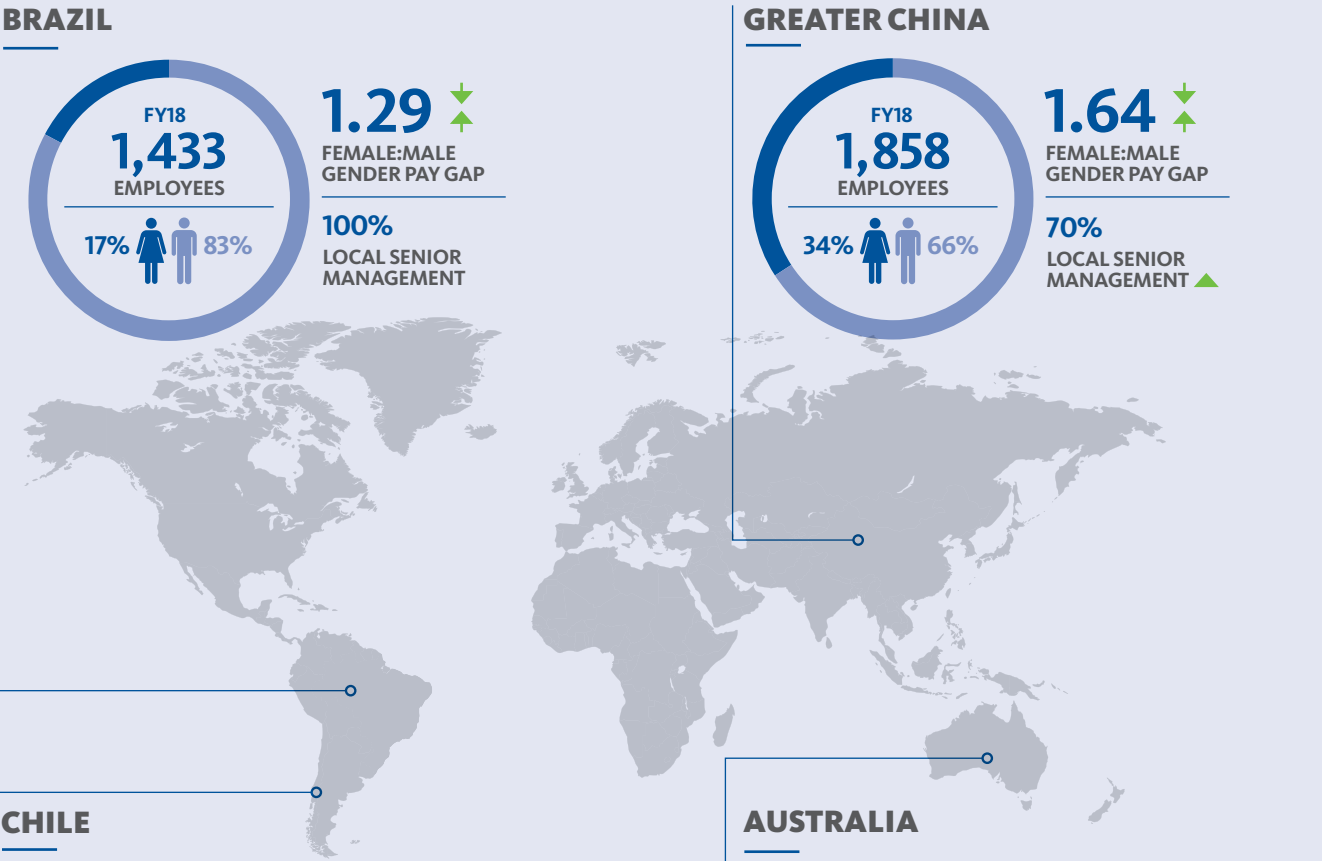 BRAZIL
FY18
1,433
EMPLOYEES
17% 83%
1.29
FEMALE:MALE
GENDER PAY GAP
100%
LOCAL SENIOR
MANAGEMENT
GREATER CHINA
FY18
1,858
EMPLOYEES
34% 66%
1.64
FEMALE:MALE
GENDER PAY GAP
70%
LOCAL SENIOR
MANAGEMENT
CHILE
AUSTRALIA